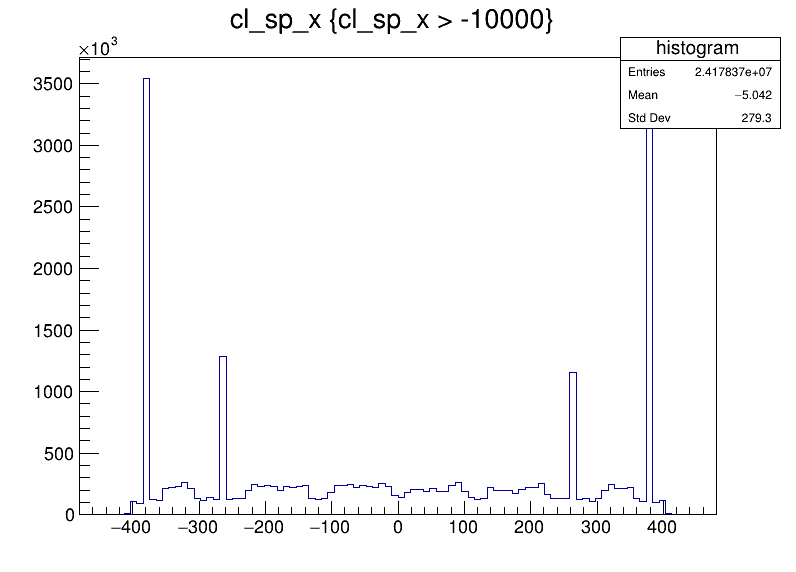 cl_sp_x {cl_sp_x > -10000}
×10³
histogram
Entries 2.417837e+07
Mean −5.042
Std Dev 279.3
3500
3000
2500
2000
1500
1000
500
0
−400 −300 −200 −100 0 100 200 300 400